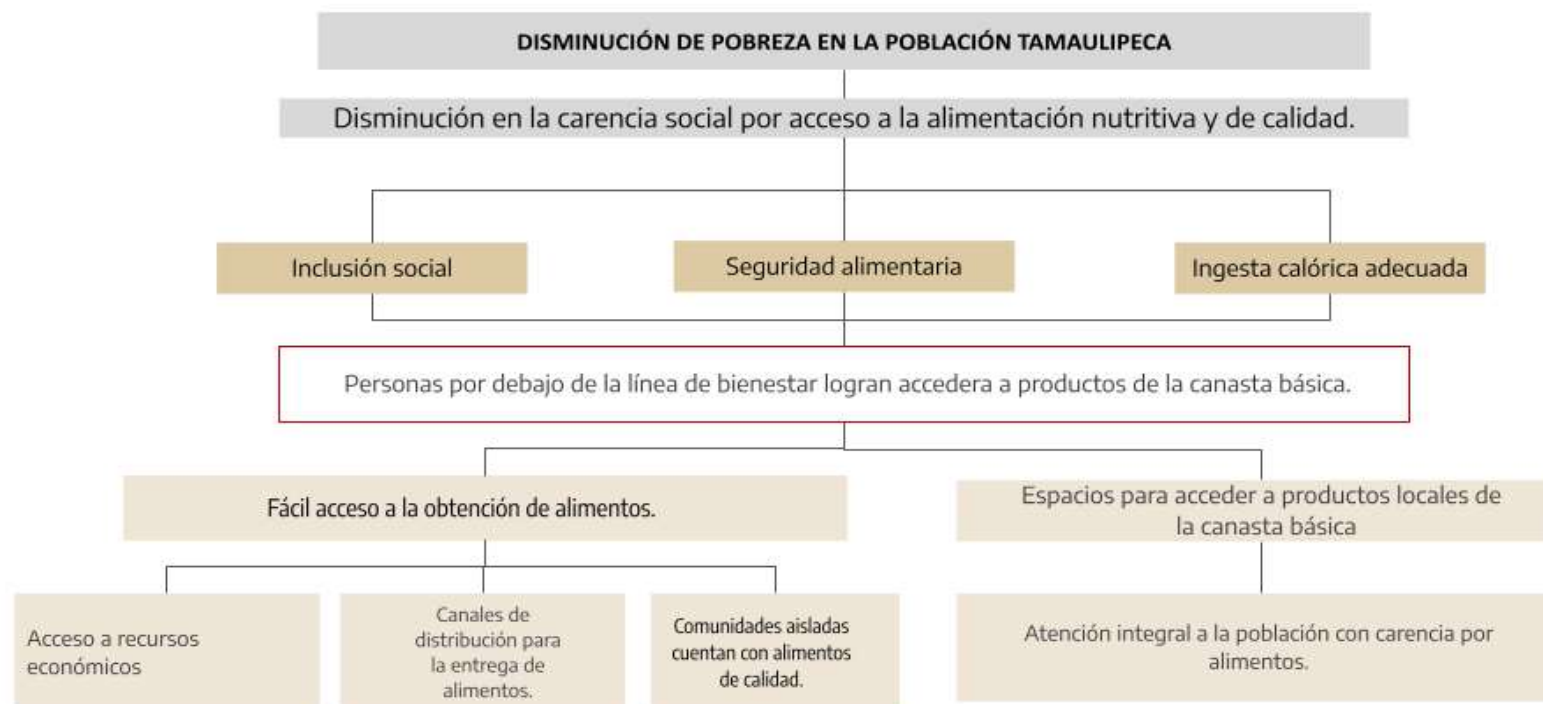 DISMINUCIÓN DE POBREZA EN LA POBLACIÓN TAMAULIPECA
Disminución en la carencia social por acceso a la alimentación nutritiva y de calidad.
Inclusión social
Seguridad alimentaria
Ingesta calórica adecuada
Personas por debajo de la línea de bienestar logran accedera a productos de la canasta básica.
Fácil acceso a la obtención de alimentos.
Espacios para acceder a productos locales de
la canasta básica
Acceso a recursos
económicos
Canales de
distribución para
la entrega de
alimentos.
Comunidades aisladas
cuentan con alimentos
de calidad.
Atención integral a la población con carencia por
alimentos.